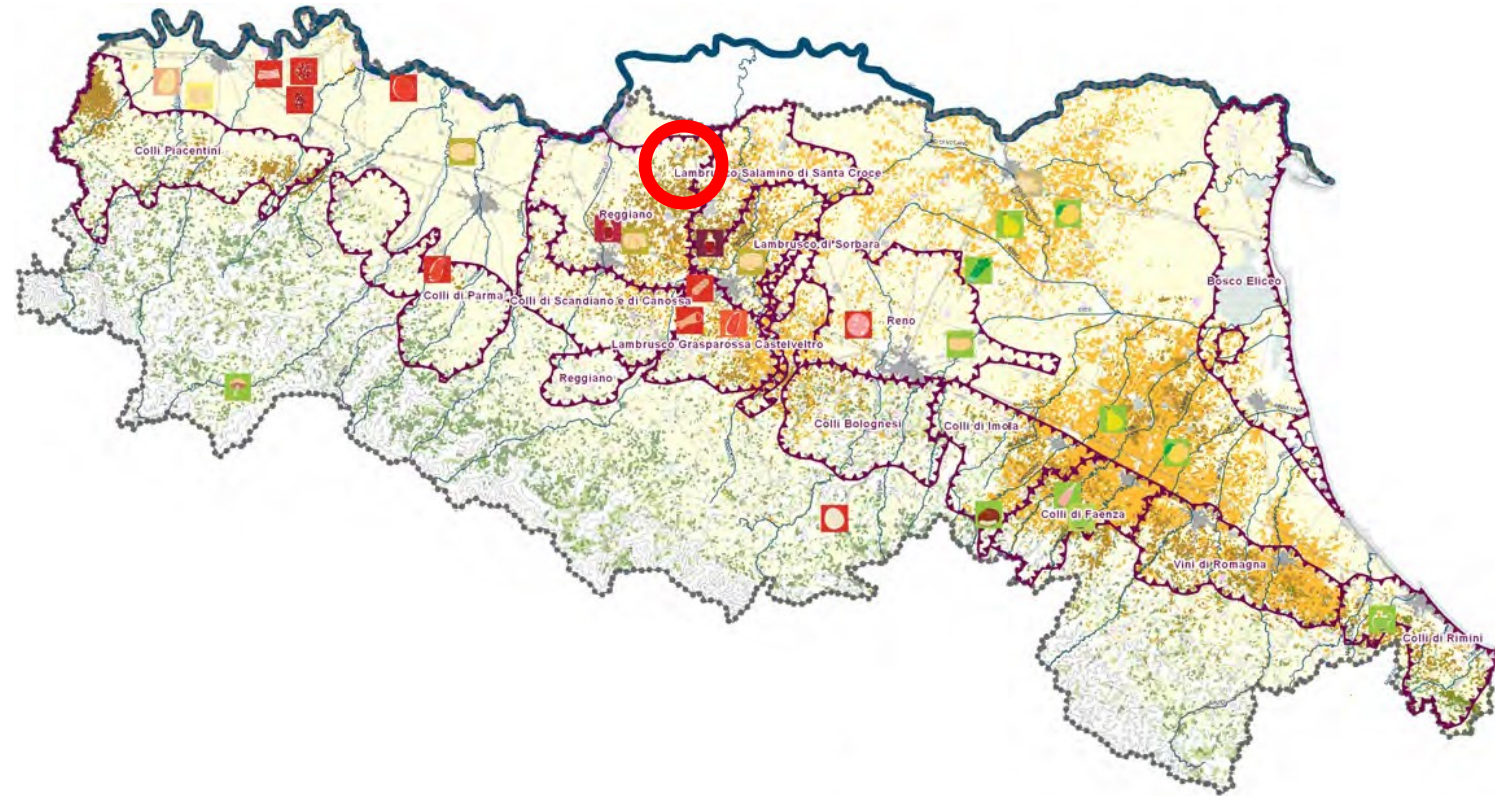 Colli Piacentini
Lambrusco Salamino di Santa Croce
Reggiano
Lambrusco di Sorbara
Bosco Eliceo
Colli di Parma
Colli di Scandiano e di Canossa
Reno
Lambrusco Grasparossa Castelveltro
Reggiano
Colli Bolognesi
Colli di Imola
Colli di Faenza
Vini di Romagna
Colli di Rimini